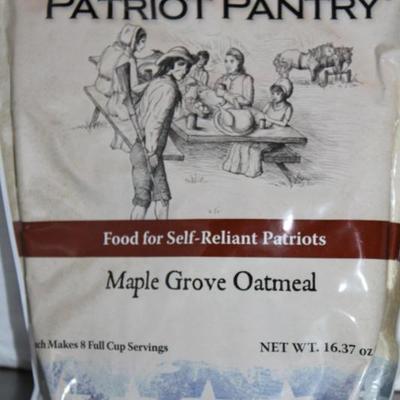 PATRIOT PANTRY
Food for Self-Reliant Patriots
Maple Grove Oatmeal
Makes 8 Full Cup Servings
NET WT. 16.37 oz